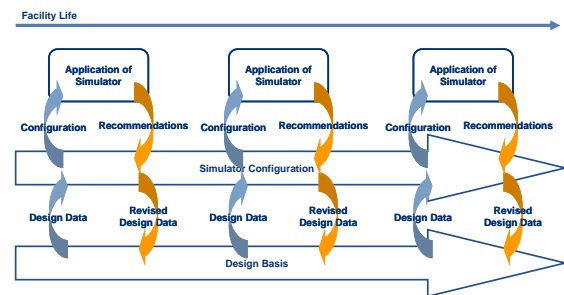 Facility Life
Application of
Simulator
Application of
Simulator
Application of
Simulator
Configuration
Recommendations
Configuration
Recommendations
Configuration
Recommendations
Simulator Configuration
Design Data
Revised
Design Data
Design Data
Revised
Design Data
Design Data
Revised
Design Data
Design Basis